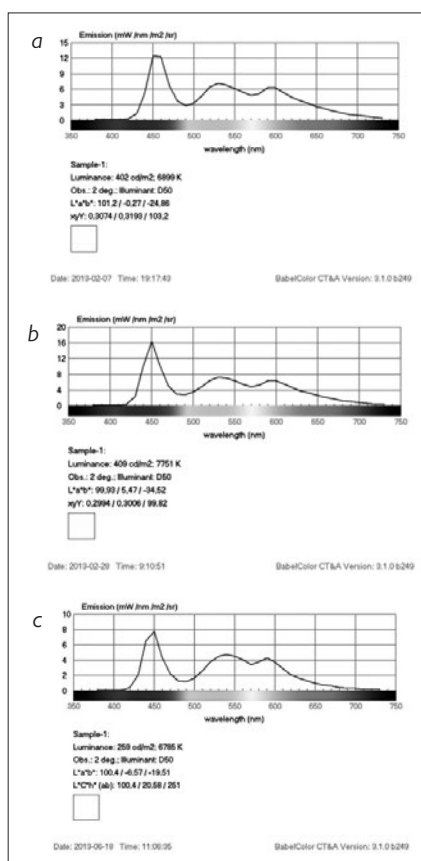 a
Emission (mW /nm /m2 /sr)
15
12
9
6
3
0
350 400 450 500 550 600 650 700 750
wavelength (nm)
Sample-1:
Luminance: 402 cd/m2; 6899 K
Obs.: 2 deg.; Illuminant: D50
L*a*b*: 101,2 / -0,27 / -24,86
xyY: 0,3074 / 0,3193 / 103,2
Date: 2013-02-07 Time: 19:17:43 BabelColor CT&A Version: 3.1.0 b249
b
Emission (mW /nm /m2 /sr)
20
16
12
8
4
0
350 400 450 500 550 600 650 700 750
wavelength (nm)
Sample-1:
Luminance: 409 cd/m2; 7751 K
Obs.: 2 deg.; Illuminant: D50
L*a*b*: 99,93 / 5,47 / -34,52
xyY: 0,2994 / 0,3006 / 99,82
Date: 2013-02-28 Time: 9:10:51 BabelColor CT&A Version: 3.1.0 b249
c
Emission (mW /nm /m2 /sr)
10
8
6
4
2
0
350 400 450 500 550 600 650 700 750
wavelength (nm)
Sample-1:
Luminance: 259 cd/m2; 6785 K
Obs.: 2 deg.; Illuminant: D50
L*a*b*: 100,4 / -6,57 / -19,51
L*C*h* (ab): 100,4 / 20,58 / 251
Date: 2013-06-18 Time: 11:06:35 BabelColor CT&A Version: 3.1.0 b249